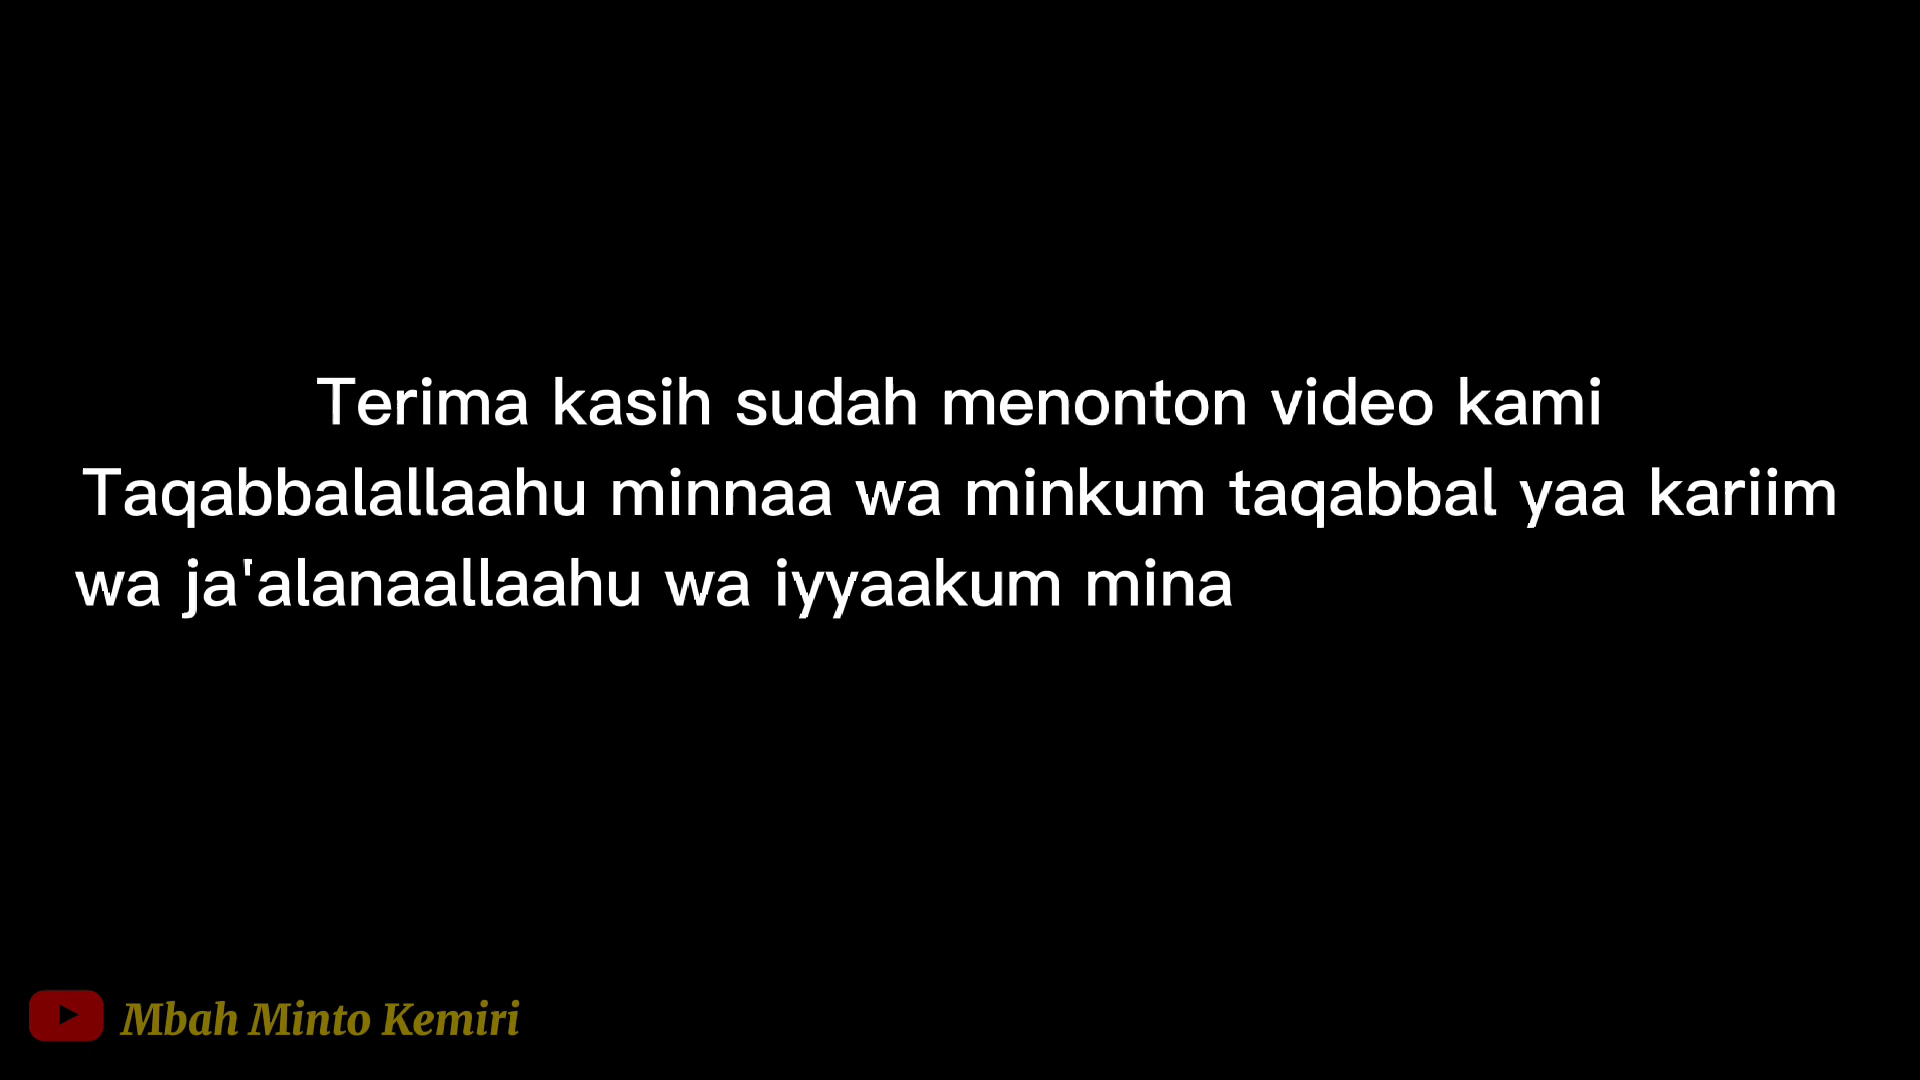 Terima kasih sudah menonton video kami
Taqabbalallaahu minnaa wa minkum taqabbal yaa kariim
wa ja'alanaallaahu wa iyyaakum mina
Mbah Minto Kemiri